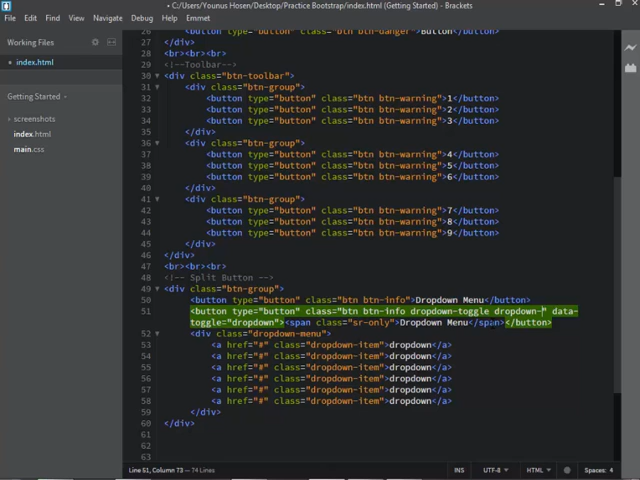 • C:/Users/Younus Hosen/Desktop/Practice Bootstrap/index.html (Getting Started) - Brackets
File Edit Find View Navigate Debug Help Emmet
Working Files
index.html
Getting Started
screenshots
index.html
main.css
26 <button type="button" class="btn btn-danger">Button</button>
27 </div>
28 <br><br><br>
29 <!--Toolbar-->
30 <div class="btn-toolbar">
31 <div class="btn-group">
32 <button type="button" class="btn btn-warning">1</button>
33 <button type="button" class="btn btn-warning">2</button>
34 <button type="button" class="btn btn-warning">3</button>
35 </div>
36 <div class="btn-group">
37 <button type="button" class="btn btn-warning">4</button>
38 <button type="button" class="btn btn-warning">5</button>
39 <button type="button" class="btn btn-warning">6</button>
40 </div>
41 <div class="btn-group">
42 <button type="button" class="btn btn-warning">7</button>
43 <button type="button" class="btn btn-warning">8</button>
44 <button type="button" class="btn btn-warning">9</button>
45 </div>
46 </div>
47 <br><br><br>
48 <!-- Split Button -->
49 <div class="btn-group">
50 <button type="button" class="btn btn-info">Dropdown Menu</button>
51 <button type="button" class="btn btn-info dropdown-toggle dropdown-" data-
toggle="dropdown"><span class="sr-only">Dropdown Menu</span></button>
52 <div class="dropdown-menu">
53 <a href="#" class="dropdown-item">dropdown</a>
54 <a href="#" class="dropdown-item">dropdown</a>
55 <a href="#" class="dropdown-item">dropdown</a>
56 <a href="#" class="dropdown-item">dropdown</a>
57 <a href="#" class="dropdown-item">dropdown</a>
58 <a href="#" class="dropdown-item">dropdown</a>
59 </div>
60 </div>
61
62
63
Line 51, Column 73 — 74 Lines
INS UTF-8 HTML Spaces: 4